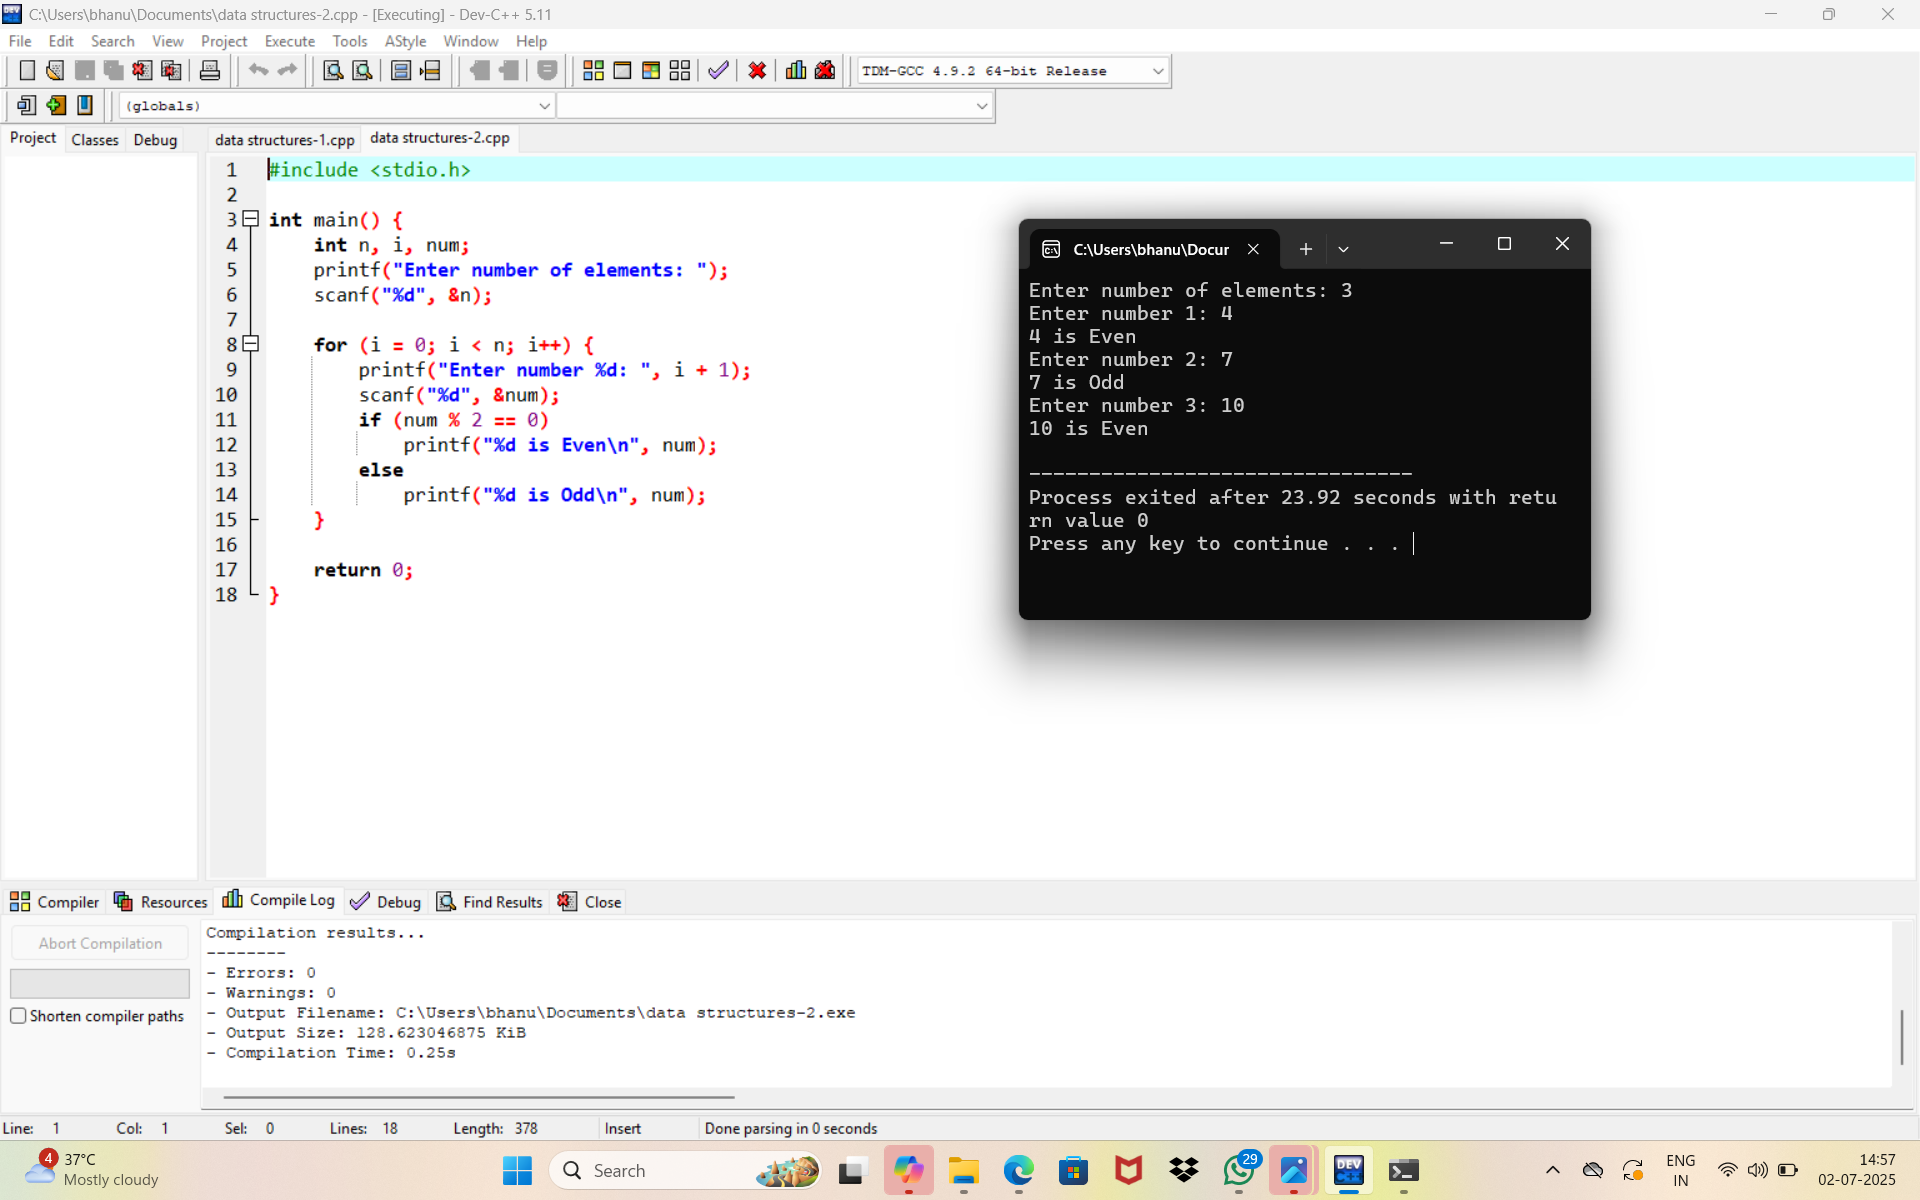 C:\Users\bhanu\Documents\data structures-2.cpp - [Executing] - Dev-C++ 5.11
File Edit Search View Project Execute Tools AStyle Window Help
TDM-GCC 4.9.2 64-bit Release
(globals)
Project Classes Debug data structures-1.cpp data structures-2.cpp
1 #include <stdio.h>
2
3 int main() {
4 int n, i, num;
5 printf("Enter number of elements: ");
6 scanf("%d", &n);
7
8 for (i = 0; i < n; i++) {
9 printf("Enter number %d: ", i + 1);
10 scanf("%d", &num);
11 if (num % 2 == 0)
12 printf("%d is Even\n", num);
13 else
14 printf("%d is Odd\n", num);
15 }
16
17 return 0;
18 }
C:\Users\bhanu\Docur
Enter number of elements: 3
Enter number 1: 4
4 is Even
Enter number 2: 7
7 is Odd
Enter number 3: 10
10 is Even
--------------------------------
Process exited after 23.92 seconds with retu
rn value 0
Press any key to continue . . .
Compiler Resources Compile Log Debug Find Results Close
Abort Compilation
Shorten compiler paths
Compilation results...
--------
- Errors: 0
- Warnings: 0
- Output Filename: C:\Users\bhanu\Documents\data structures-2.exe
- Output Size: 128.623046875 KiB
- Compilation Time: 0.25s
Line: 1 Col: 1 Sel: 0 Lines: 18 Length: 378 Insert Done parsing in 0 seconds
4 37°C
Mostly cloudy
Search
29
DEV
ENG
IN
14:57
02-07-2025